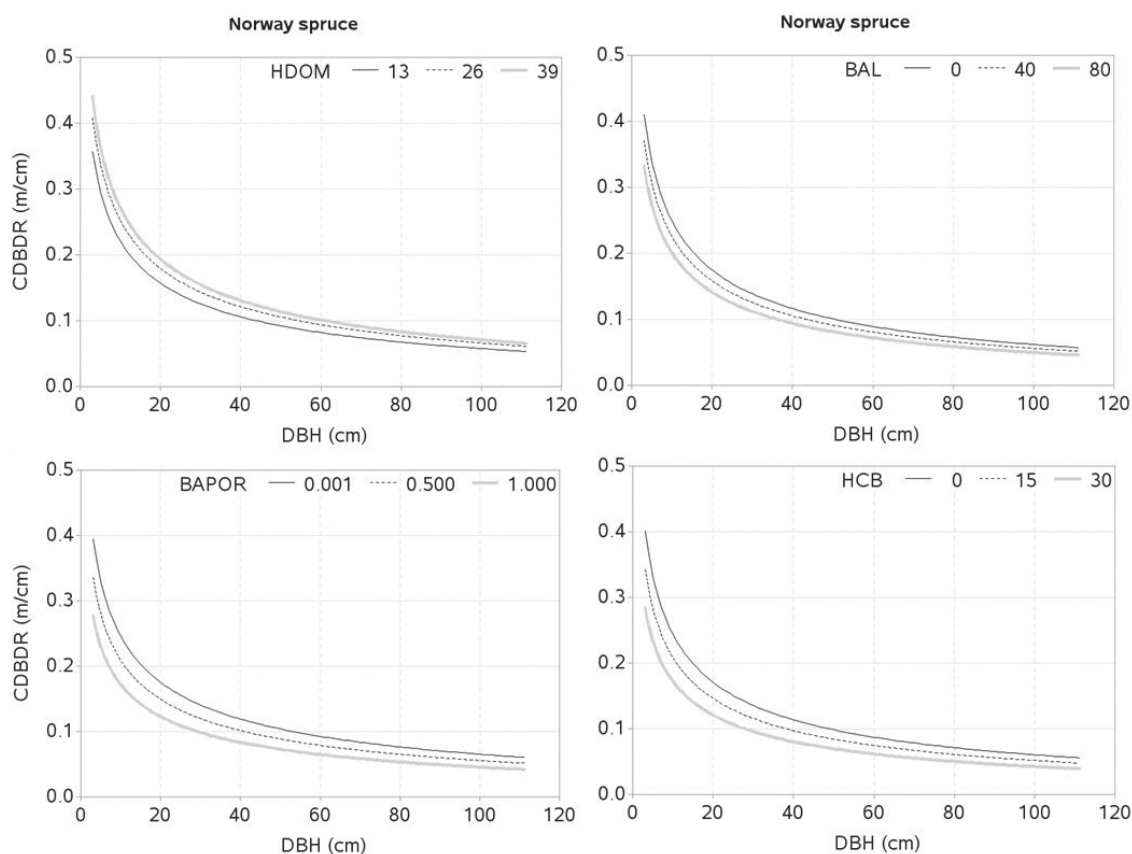 Norway spruce
HDOM 13 26 39
0.5
0.4
0.3
0.2
0.1
0.0
CDBDR (m/cm)
0 20 40 60 80 100 120
DBH (cm)
Norway spruce
BAL 0 40 80
0.5
0.4
0.3
0.2
0.1
0.0
0 20 40 60 80 100 120
DBH (cm)
BAPOR 0.001 0.500 1.000
0.5
0.4
0.3
0.2
0.1
0.0
CDBDR (m/cm)
0 20 40 60 80 100 120
DBH (cm)
HCB 0 15 30
0.5
0.4
0.3
0.2
0.1
0.0
0 20 40 60 80 100 120
DBH (cm)